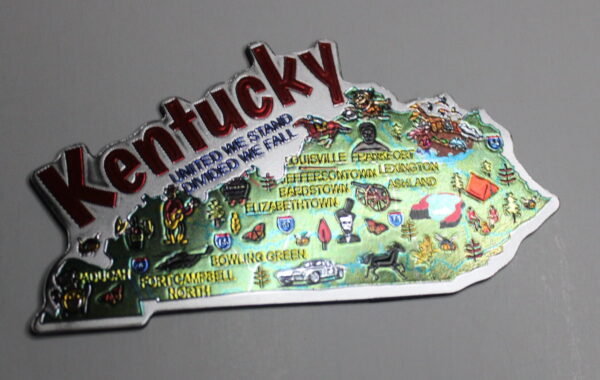 Kentucky
UNITED WE STAND
DIVIDED WE FALL
LOUISVILLE FRANKFORT
JEFFERSONTOWN LEXINGTON
BARDSTOWN ASHLAND
ELIZABETHTOWN
BOWLING GREEN
PADUCAH FORT CAMPBELL
NORTH